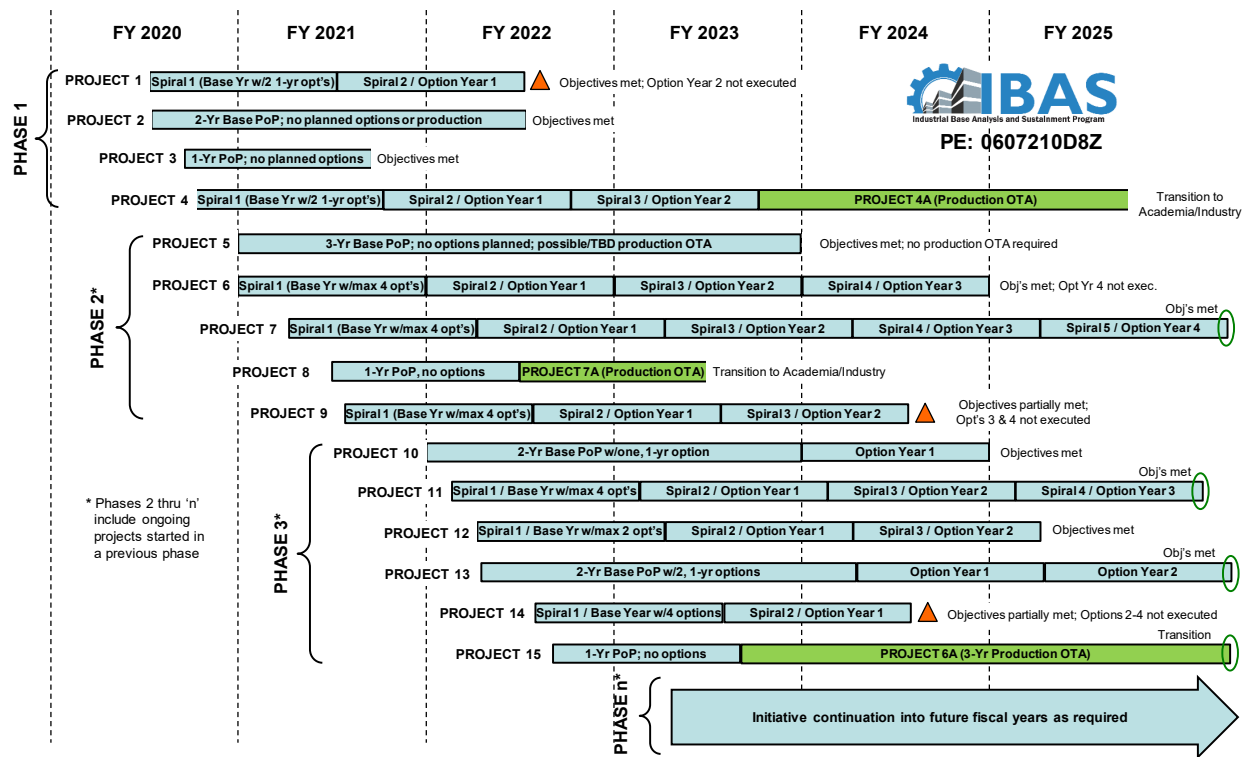 FY 2020 FY 2021 FY 2022 FY 2023 FY 2024 FY 2025
IBAS
Industrial Base Analysis and Sustainment Program
PE: 0607210D8Z
PHASE 1
PROJECT 1 Spiral 1 (Base Yr w/2 1-yr opt's) Spiral 2 / Option Year 1 Objectives met; Option Year 2 not executed
PROJECT 2 2-Yr Base PoP; no planned options or production Objectives met
PROJECT 3 1-Yr PoP; no planned options Objectives met
PROJECT 4 Spiral 1 (Base Yr w/2 1-yr opt's) Spiral 2 / Option Year 1 Spiral 3 / Option Year 2 PROJECT 4A (Production OTA) Transition to
Academia/Industry
PHASE 2*
PROJECT 5 3-Yr Base PoP; no options planned; possible/TBD production OTA Objectives met; no production OTA required
PROJECT 6 Spiral 1 (Base Yr w/max 4 opt's) Spiral 2 / Option Year 1 Spiral 3 / Option Year 2 Spiral 4 / Option Year 3 Obj's met; Opt Yr 4 not exec.
Obj's met
PROJECT 7 Spiral 1 (Base Yr w/max 4 opt's) Spiral 2 / Option Year 1 Spiral 3 / Option Year 2 Spiral 4 / Option Year 3 Spiral 5 / Option Year 4
PROJECT 8 1-Yr PoP, no options PROJECT 7A (Production OTA) Transition to Academia/Industry
PROJECT 9 Spiral 1 (Base Yr w/max 4 opt's) Spiral 2 / Option Year 1 Spiral 3 / Option Year 2 Objectives partially met;
Opt's 3 & 4 not executed
PHASE 3*
PROJECT 10 2-Yr Base PoP w/one, 1-yr option Option Year 1 Objectives met
Obj's met
PROJECT 11 Spiral 1 / Base Yr w/max 4 opt's Spiral 2 / Option Year 1 Spiral 3 / Option Year 2 Spiral 4 / Option Year 3
PROJECT 12 Spiral 1 / Base Yr w/max 2 opt's Spiral 2 / Option Year 1 Spiral 3 / Option Year 2 Objectives met
Obj's met
PROJECT 13 2-Yr Base PoP w/2, 1-yr options Option Year 1 Option Year 2
PROJECT 14 Spiral 1 / Base Year w/4 options Spiral 2 / Option Year 1 Objectives partially met; Options 2-4 not executed
Transition
PROJECT 15 1-Yr PoP; no options PROJECT 6A (3-Yr Production OTA)
* Phases 2 thru 'n'
include ongoing
projects started in
a previous phase
PHASE n*
Initiative continuation into future fiscal years as required